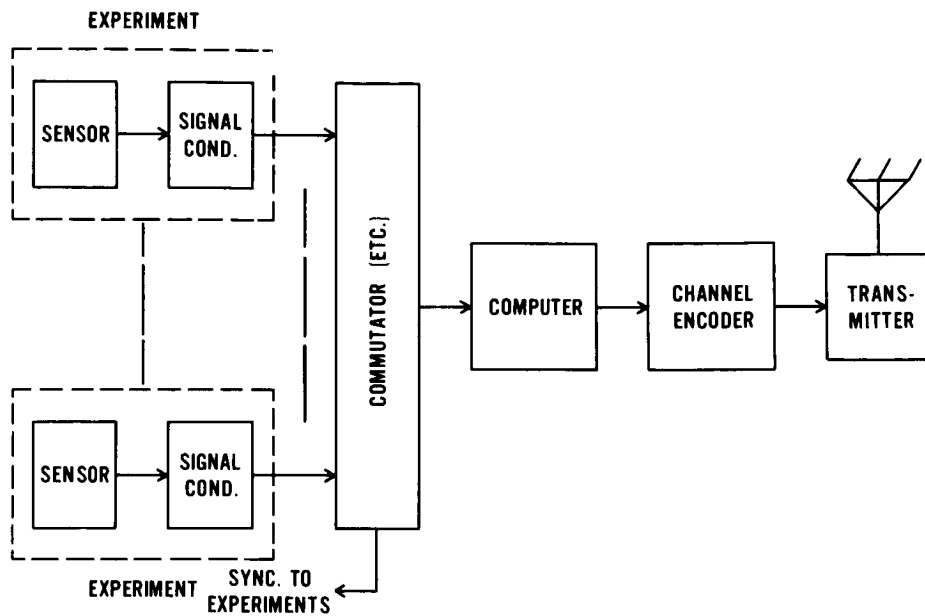 EXPERIMENT
SENSOR
SIGNAL
COND.
COMMUTATOR (ETC.)
COMPUTER
CHANNEL
ENCODER
TRANS-
MITTER
SENSOR
SIGNAL
COND.
EXPERIMENT
SYNC. TO
EXPERIMENTS